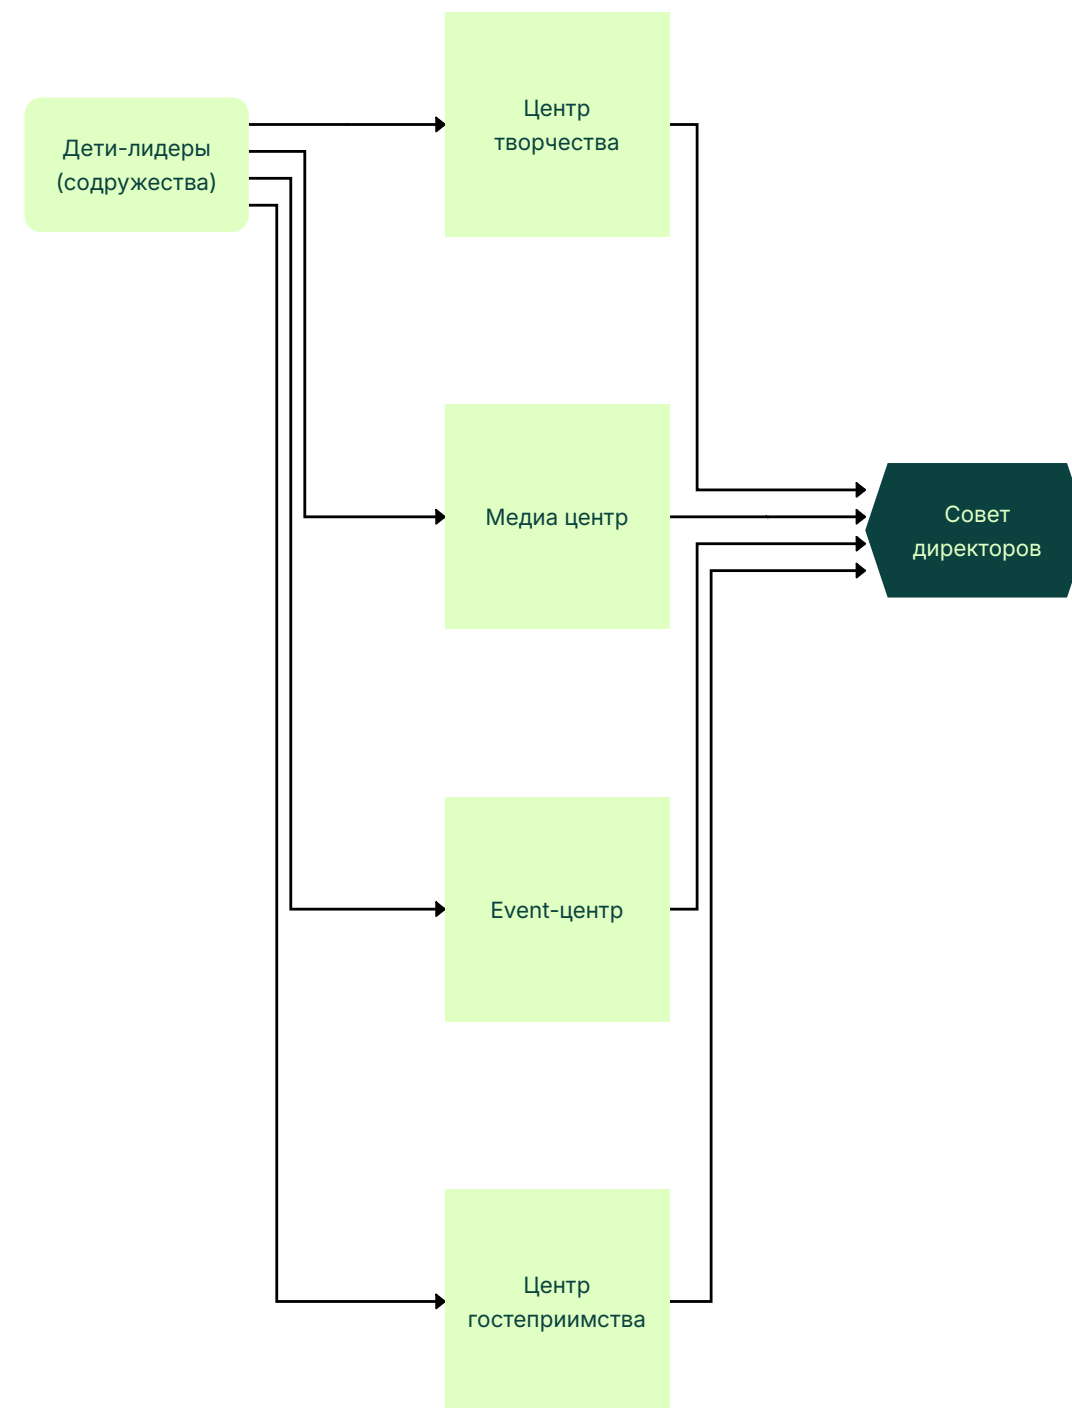 Дети-лидеры
(содружества)
Центр
творчества
Медиа центр
Event-центр
Центр
гостеприимства
Совет
директоров